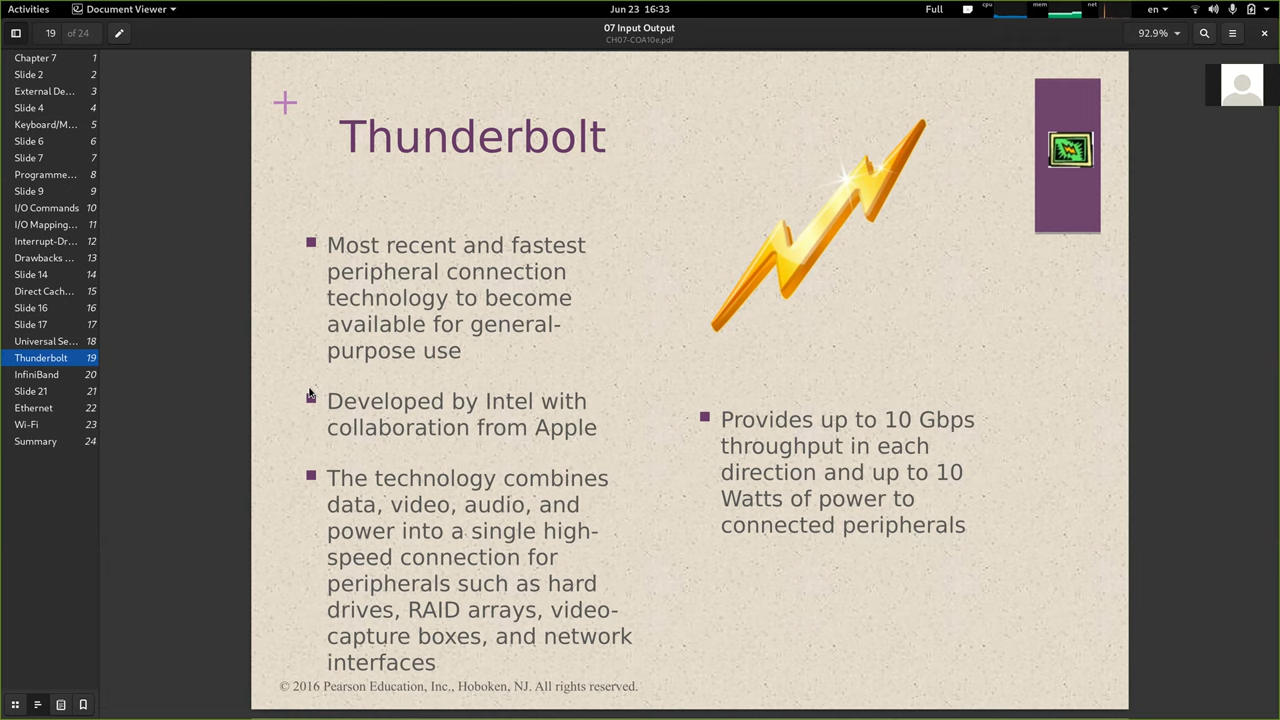 Activities
Document Viewer
Jun 23 16:33
Full
cpu
mem
net
en
19 of 24
07 Input Output
CH07-COA10e.pdf
92.9%
Chapter 7 1
Slide 2 2
External De... 3
Slide 4 4
Keyboard/M... 5
Slide 6 6
Slide 7 7
Programme... 8
Slide 9 9
I/O Commands 10
I/O Mapping... 11
Interrupt-Dr... 12
Drawbacks ... 13
Slide 14 14
Direct Cach... 15
Slide 16 16
Slide 17 17
Universal Se... 18
Thunderbolt 19
InfiniBand 20
Slide 21 21
Ethernet 22
Wi-Fi 23
Summary 24
+
Thunderbolt
Most recent and fastest
peripheral connection
technology to become
available for general-
purpose use
Developed by Intel with
collaboration from Apple
The technology combines
data, video, audio, and
power into a single high-
speed connection for
peripherals such as hard
drives, RAID arrays, video-
capture boxes, and network
interfaces
Provides up to 10 Gbps
throughput in each
direction and up to 10
Watts of power to
connected peripherals
© 2016 Pearson Education, Inc., Hoboken, NJ. All rights reserved.